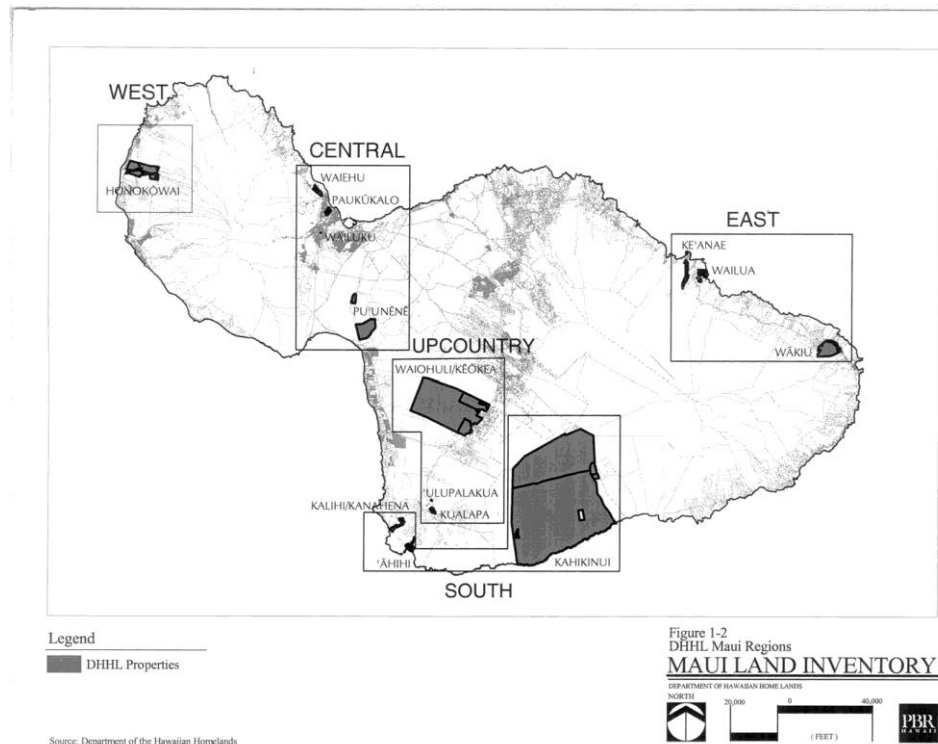 WEST
HONOKŌWAI
CENTRAL
WAIEHU
PAUKŪKALO
WAILUKU
PU'UNĒNĒ
EAST
KE'ANAE
WAILUA
WĀKIU
UPCOUNTRY
WAIOHULI/KĒŌKEA
'ULUPALAKUA
KUALAPA
KALIHI/KANAHENA
'ĀHIHI
KAHIKINUI
SOUTH
Legend
DHHL Properties
Source: Department of the Hawaiian Homelands
Figure 1-2
DHHL Maui Regions
MAUI LAND INVENTORY
DEPARTMENT OF HAWAIIAN HOME LANDS
NORTH
20,000 0 40,000
( FEET )
PBR
HAWAII